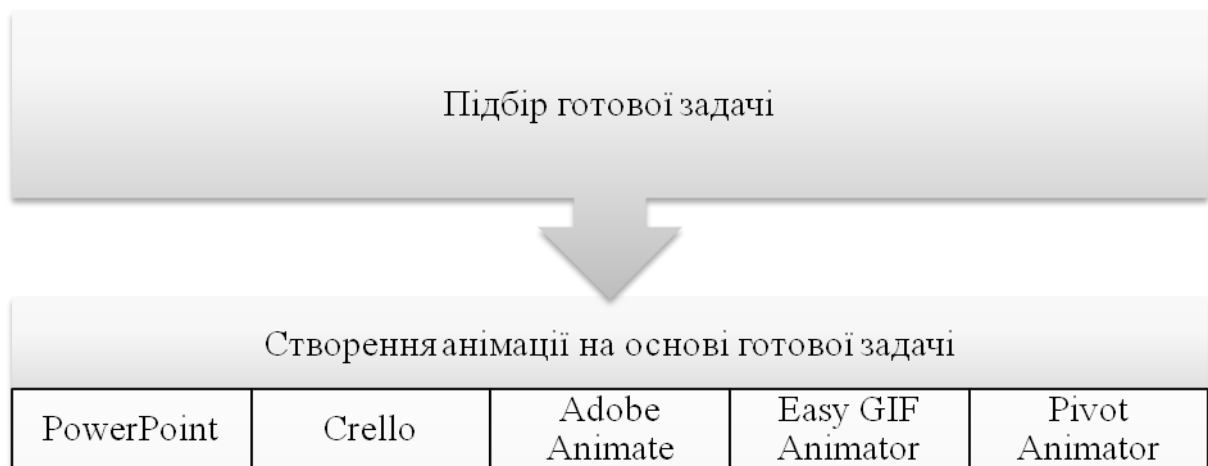 Підбір готової задачі
Створення анімації на основі готової задачі
PowerPoint
Crello
Adobe
Animate
Easy GIF
Animator
Pivot
Animator